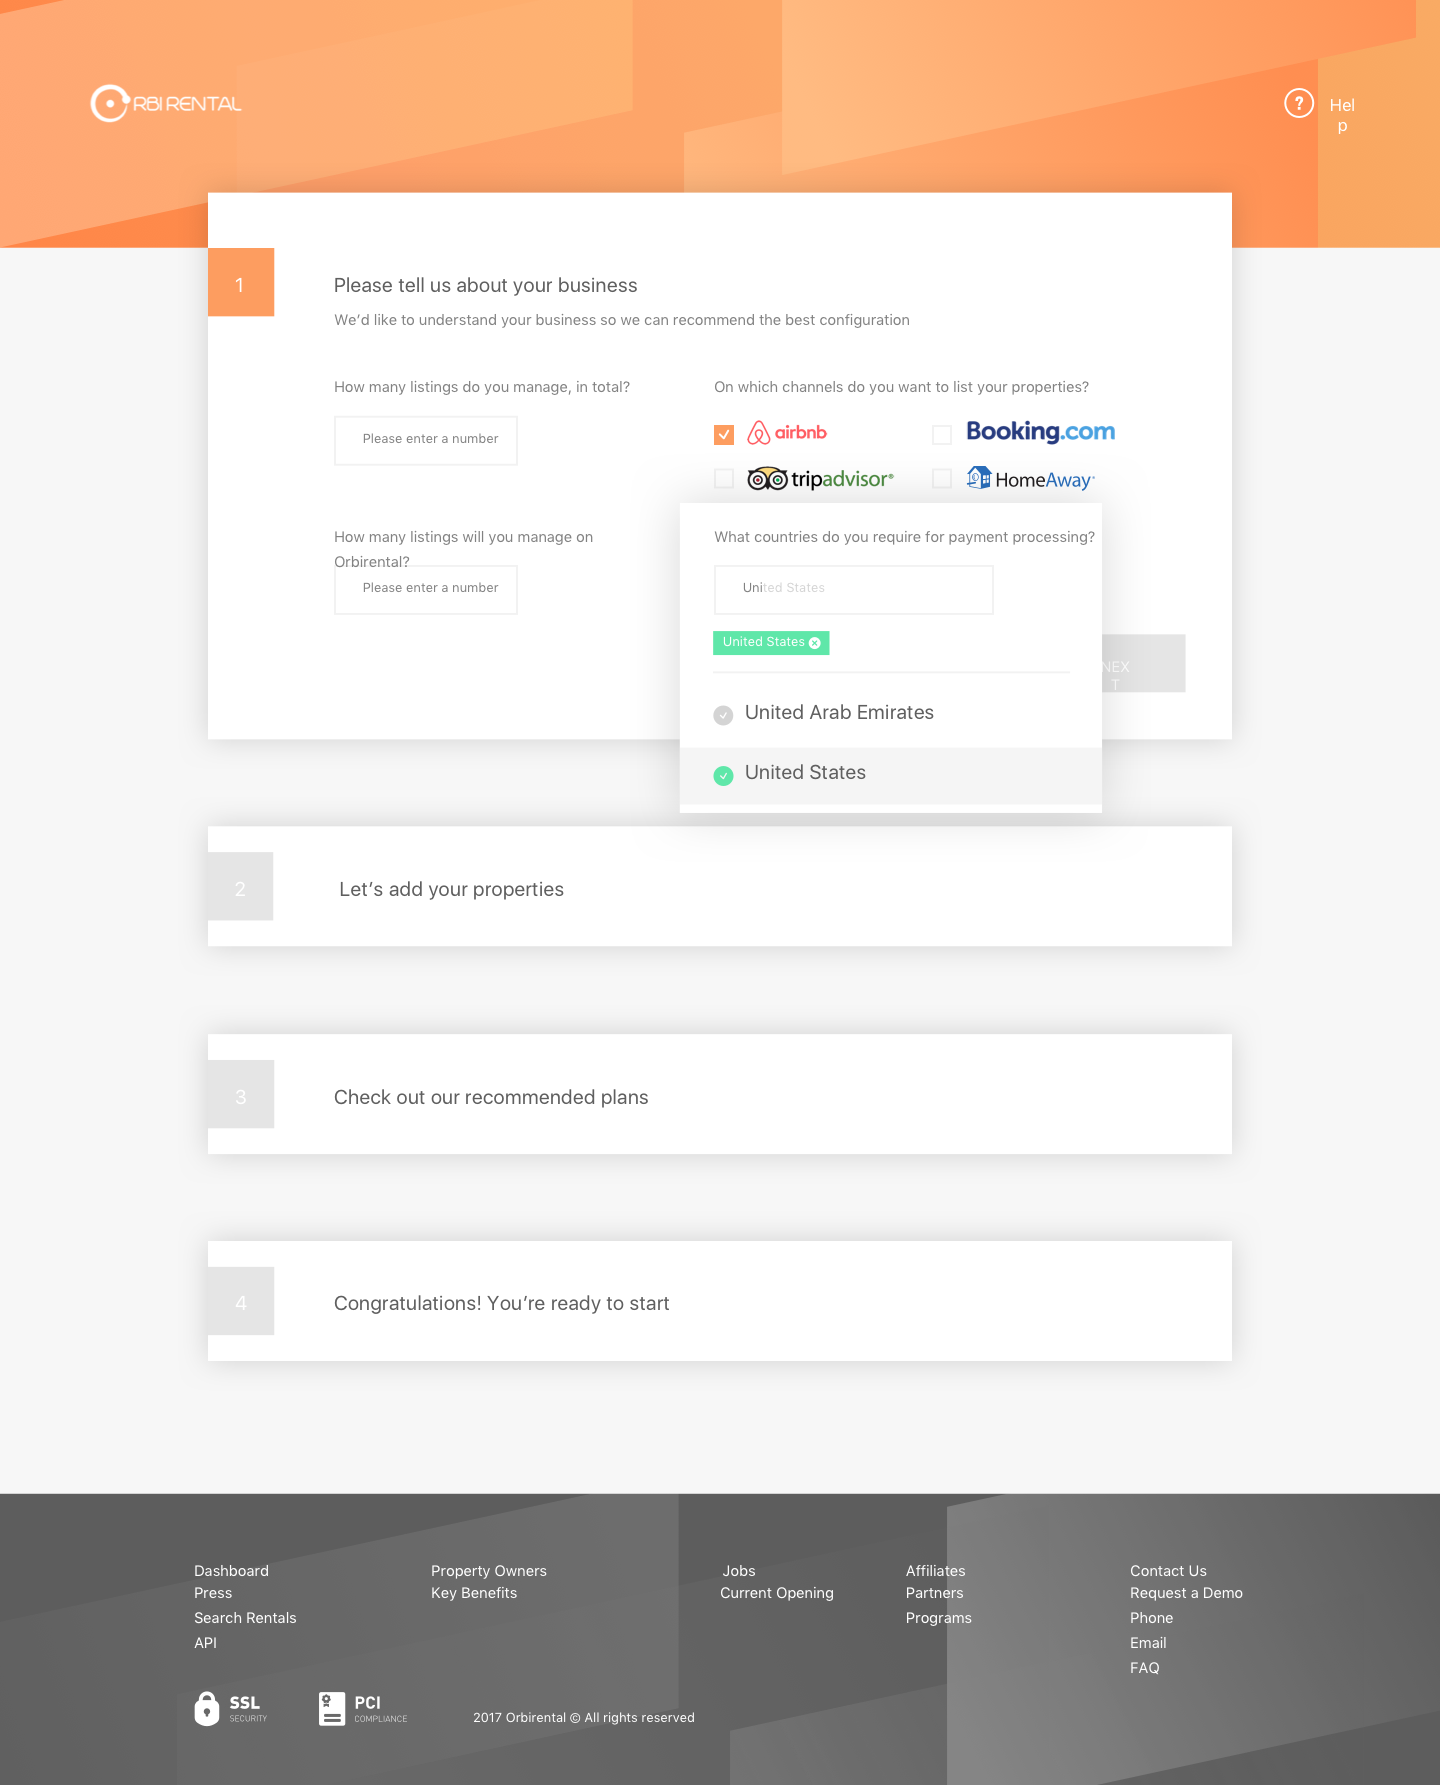 RBI RENTAL
?
Hel
p
1
Please tell us about your business
We’d like to understand your business so we can recommend the best configuration
How many listings do you manage, in total?
Please enter a number
On which channels do you want to list your properties?
airbnb
Booking.com
tripadvisor®
HomeAway
How many listings will you manage on
Orbirental?
Please enter a number
What countries do you require for payment processing?
United States
United States
NEX
T
United Arab Emirates
United States
2
Let’s add your properties
3
Check out our recommended plans
4
Congratulations! You’re ready to start
Dashboard
Press
Search Rentals
API
Property Owners
Key Benefits
Jobs
Current Opening
Affiliates
Partners
Programs
Contact Us
Request a Demo
Phone
Email
FAQ
SSL
SECURITY
PCI
COMPLIANCE
2017 Orbirental © All rights reserved